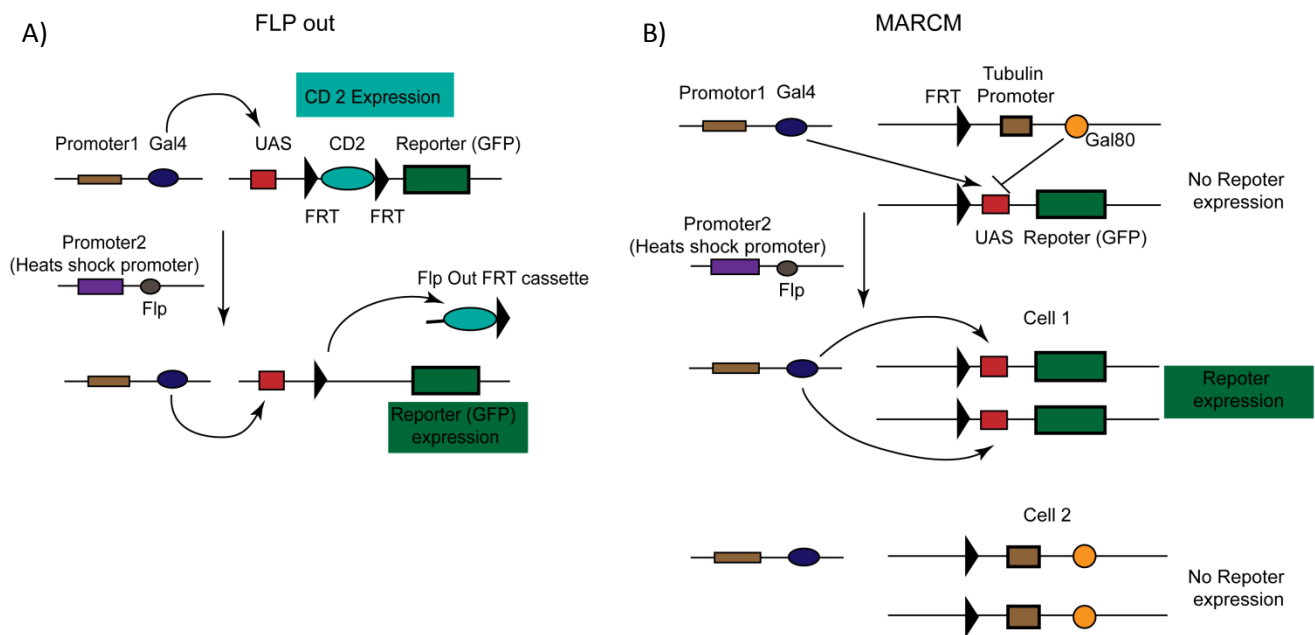 A)
FLP out
CD 2 Expression
Promoter1 Gal4
UAS
CD2
Reporter (GFP)
FRT
FRT
Promoter2
(Heats shock promoter)
Flp
Flp Out FRT cassette
Reporter (GFP)
expression
B)
MARCM
Promotor1
Gal4
FRT
Tubulin
Promoter
Gal80
No Repoter
expression
UAS
Repoter (GFP)
Promoter2
(Heats shock promoter)
Flp
Cell 1
Repoter
expression
Cell 2
No Repoter
expression